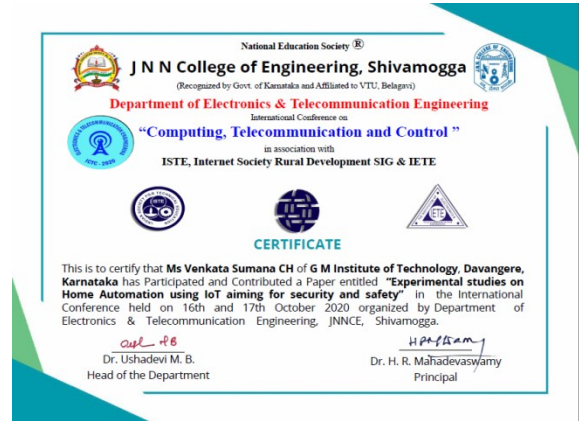 National Education Society ®
J N N College of Engineering, Shivamogga
(Recognized by Govt. of Karnataka and Affiliated to VTU, Belagavi)
Department of Electronics & Telecommunication Engineering
International Conference on
“Computing, Telecommunication and Control ”
in association with
ISTE, Internet Society Rural Development SIG & IETE
ICTC - 2020
ISTE
IETE
CERTIFICATE
This is to certify that Ms Venkata Sumana CH of G M Institute of Technology, Davangere,
Karnataka has Participated and Contributed a Paper entitled “Experimental studies on
Home Automation using IoT aiming for security and safety” in the International
Conference held on 16th and 17th October 2020 organized by Department of
Electronics & Telecommunication Engineering, JNNCE, Shivamogga.
Dr. Ushadevi M. B.
Head of the Department
Dr. H. R. Mahadevaswamy
Principal